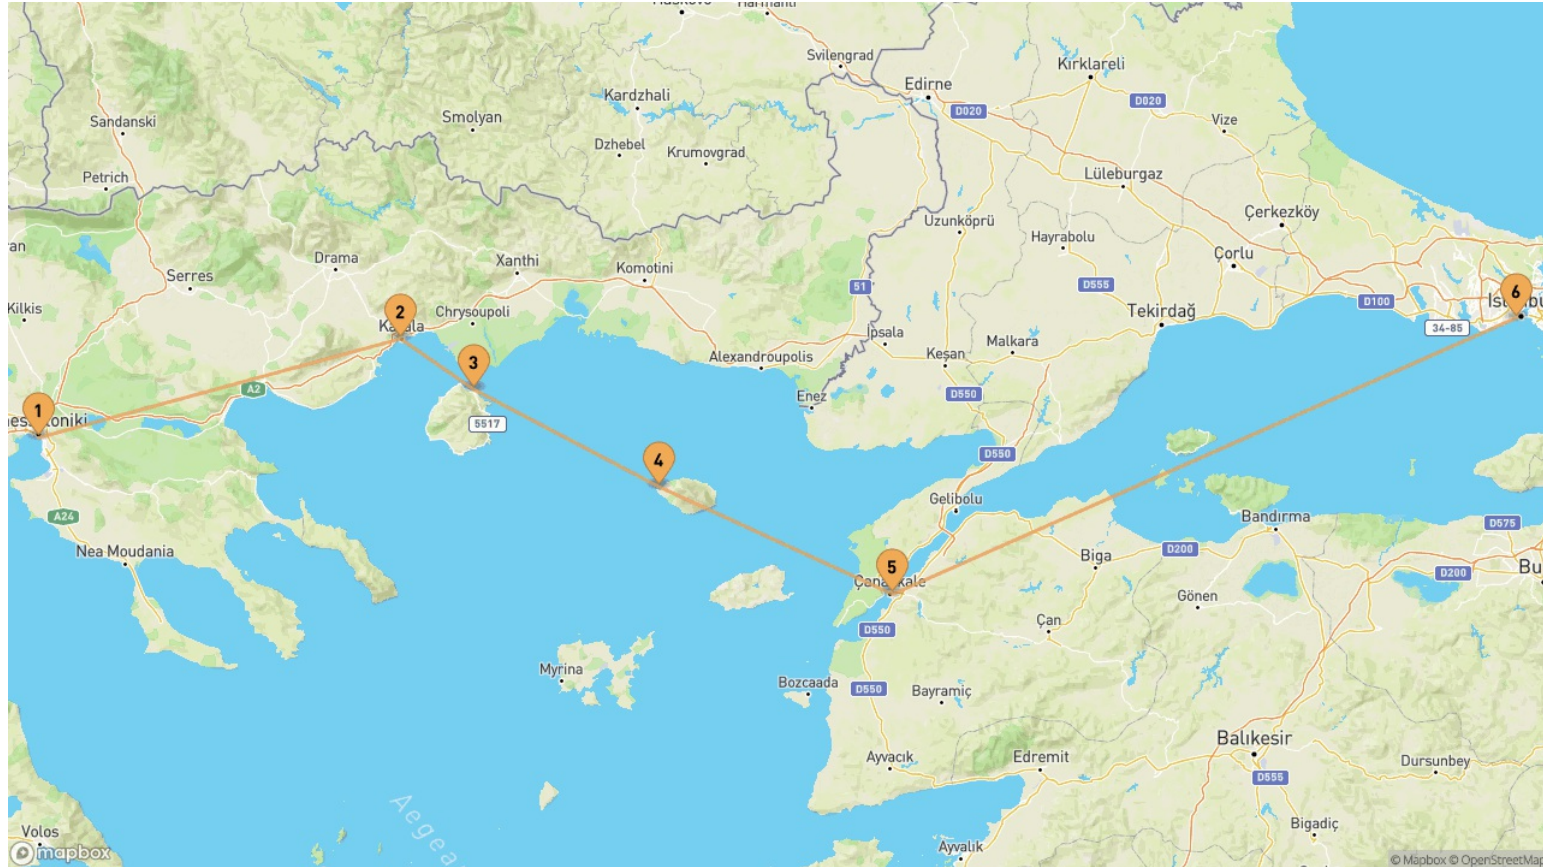 Harmanli
Svilengrad
Kırklareli
Edirne
D020
D020
Kardzhali
Smolyan
Sandanski
Vize
Dzhebel
Krumovgrad
Petrich
Lüleburgaz
Uzunköprü
Çerkezköy
Hayrabolu
Çorlu
Drama
Xanthi
Komotini
Serres
51
D555
D100
6
Kilkis
2
Chrysoupoli
Tekirdağ
34-85
İpsala
Malkara
Keşan
Alexandroupolis
3
A2
Enez
D550
1
5517
D550
4
Gelibolu
A24
Bandırma
D575
Nea Moudania
D200
Biga
5
D200
Gönen
Çan
D550
Myrina
Bozcaada
D550
Bayramiç
Balıkesir
Ayvacık
Edremit
Dursunbey
D555
Bigadiç
Volos
Ayvalık
mapbox
© Mapbox © OpenStreetMap